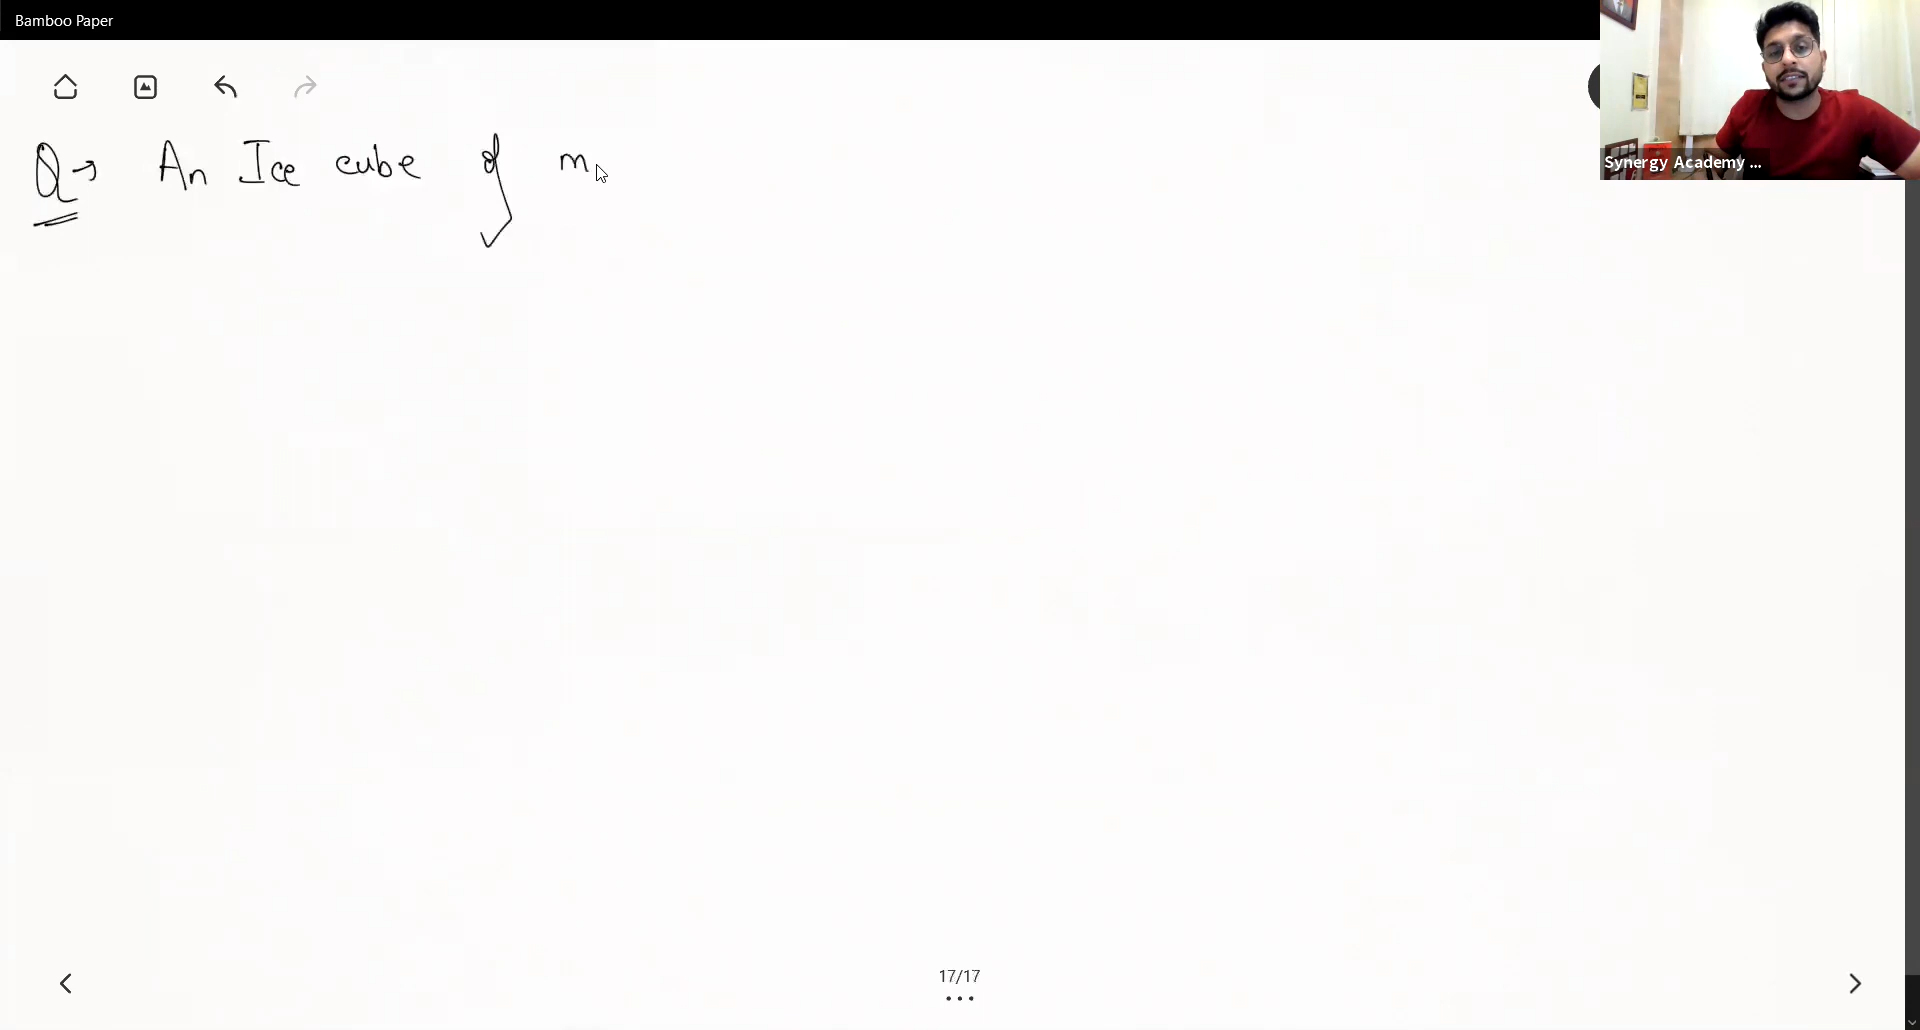 Bamboo Paper
Q→ An Ice cube of m
Synergy Academy ...
17/17